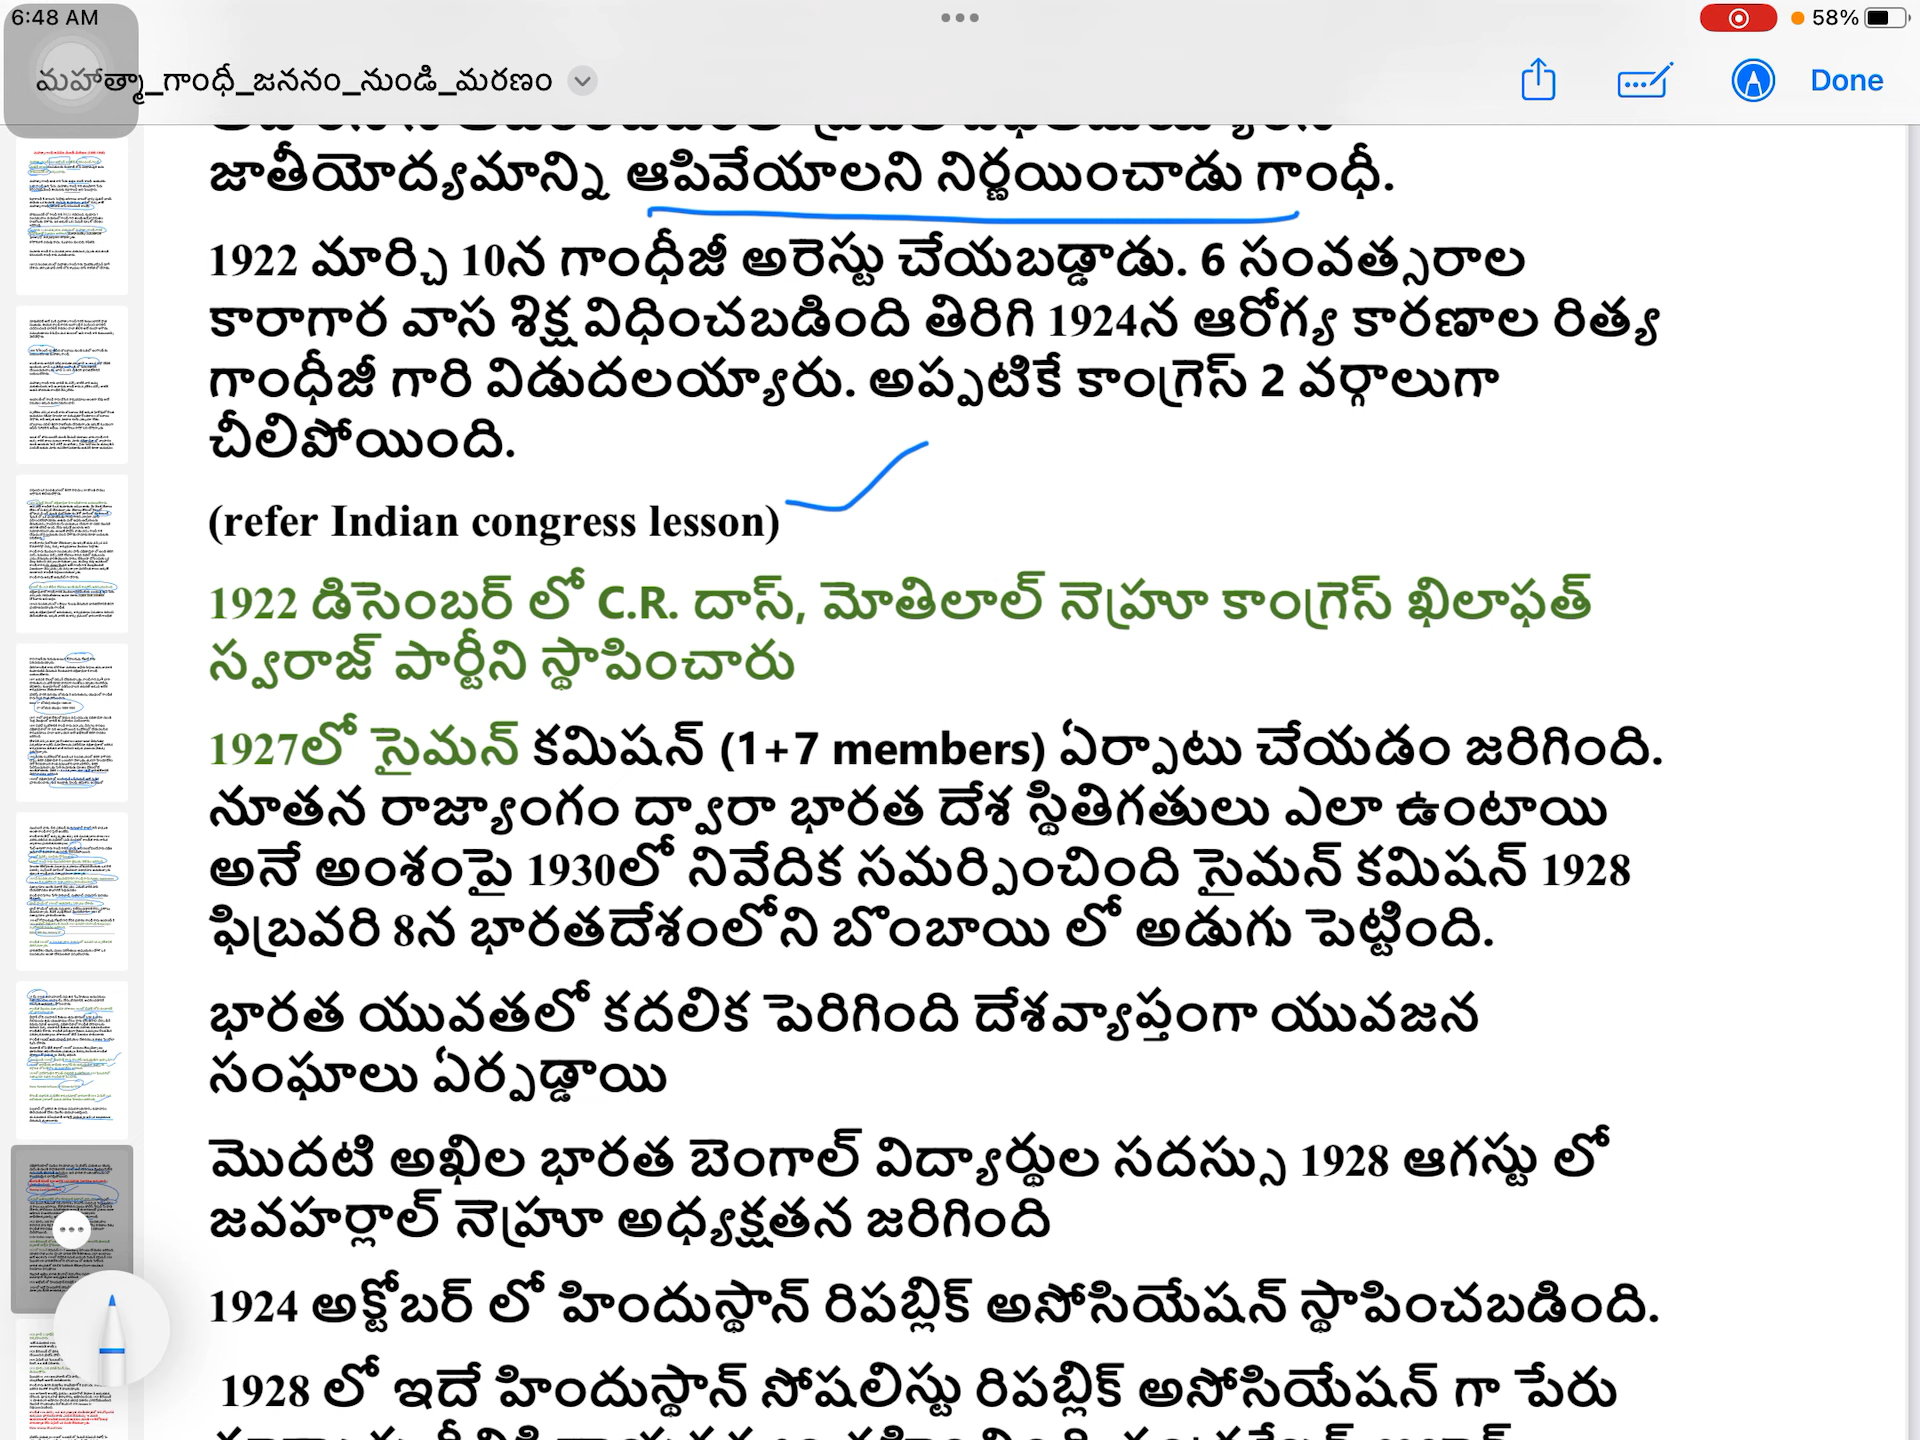 6:48 AM
58%
మహాత్మా_గాంధీ_జననం_నుండి_మరణం
Done
జాతీయోద్యమాన్ని ఆపివేయాలని నిర్ణయించాడు గాంధీ.
1922 మార్చి 10న గాంధీజీ అరెస్టు చేయబడ్డాడు. 6 సంవత్సరాల
కారాగార వాస శిక్ష విధించబడింది తిరిగి 1924న ఆరోగ్య కారణాల రిత్య
గాంధీజీ గారి విడుదలయ్యారు. అప్పటికే కాంగ్రెస్ 2 వర్గాలుగా
చీలిపోయింది.
(refer Indian congress lesson)
1922 డిసెంబర్ లో C.R. దాస్, మోతిలాల్ నెహ్రూ కాంగ్రెస్ ఖిలాఫత్
స్వరాజ్ పార్టీని స్థాపించారు
1927లో సైమన్ కమిషన్ (1+7 members) ఏర్పాటు చేయడం జరిగింది.
నూతన రాజ్యాంగం ద్వారా భారత దేశ స్థితిగతులు ఎలా ఉంటాయి
అనే అంశంపై 1930లో నివేదిక సమర్పించింది సైమన్ కమిషన్ 1928
ఫిబ్రవరి 8న భారతదేశంలోని బొంబాయి లో అడుగు పెట్టింది.
భారత యువతలో కదలిక పెరిగింది దేశవ్యాప్తంగా యువజన
సంఘాలు ఏర్పడ్డాయి
మొదటి అఖిల భారత బెంగాల్ విద్యార్థుల సదస్సు 1928 ఆగస్టు లో
జవహర్లాల్ నెహ్రూ అధ్యక్షతన జరిగింది
1924 అక్టోబర్ లో హిందుస్థాన్ రిపబ్లిక్ అసోసియేషన్ స్థాపించబడింది.
1928 లో ఇదే హిందుస్థాన్ సోషలిస్టు రిపబ్లిక్ అసోసియేషన్ గా పేరు